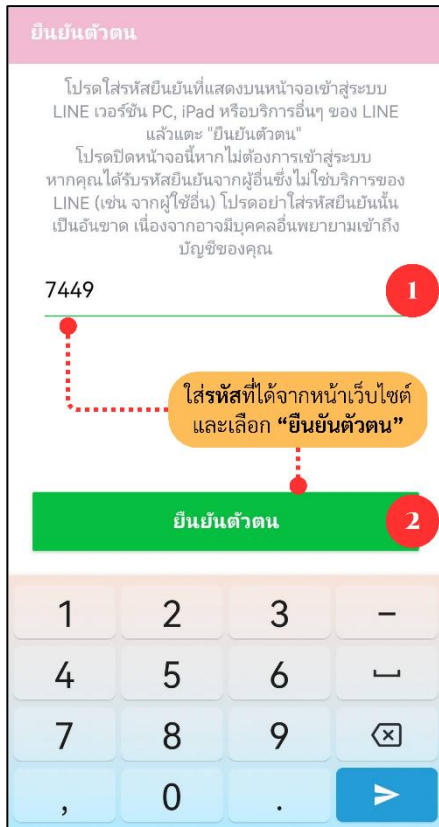 ยืนยันตัวตน
โปรดใส่รหัสยืนยันที่แสดงบนหน้าจอเข้าสู่ระบบ
LINE เวอร์ชัน PC, iPad หรือบริการอื่นๆ ของ LINE
แล้วแตะ "ยืนยันตัวตน"
โปรดปิดหน้าจอนี้หากไม่ต้องการเข้าสู่ระบบ
หากคุณได้รับรหัสยืนยันจากผู้อื่นซึ่งไม่ใช่บริการของ
LINE (เช่น จากผู้ใช้อื่น) โปรดอย่าใส่รหัสยืนยันนั้น
เป็นอันขาด เนื่องจากอาจมีบุคคลอื่นพยายามเข้าถึง
บัญชีของคุณ
7449 1
ใส่รหัสที่ได้จากหน้าเว็บไซต์
และเลือก “ยืนยันตัวตน”
ยืนยันตัวตน 2
1 2 3 –
4 5 6
7 8 9
, 0 .